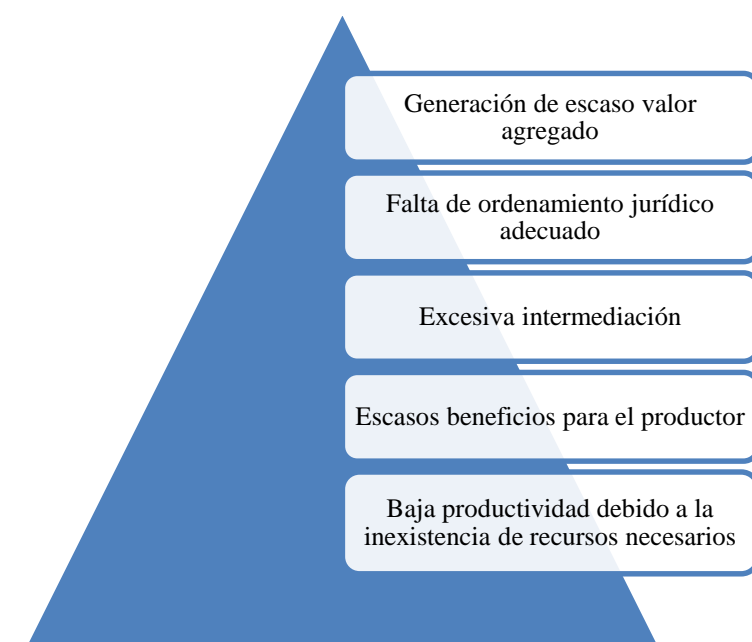 Generación de escaso valor
agregado
Falta de ordenamiento jurídico
adecuado
Excesiva intermediación
Escasos beneficios para el productor
Baja productividad debido a la
inexistencia de recursos necesarios